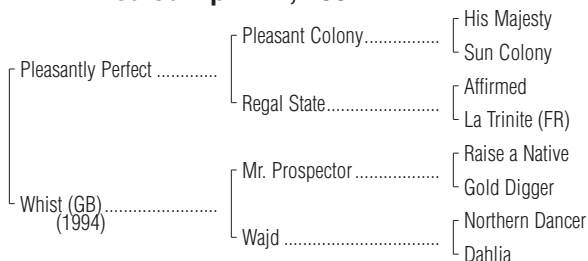 Pleasant Colony
His Majesty
Sun Colony
Pleasantly Perfect
Regal State
Affirmed
La Trinite (FR)
Mr. Prospector
Raise a Native
Gold Digger
Whist (GB)
(1994)
Wajd
Northern Dancer
Dahlia